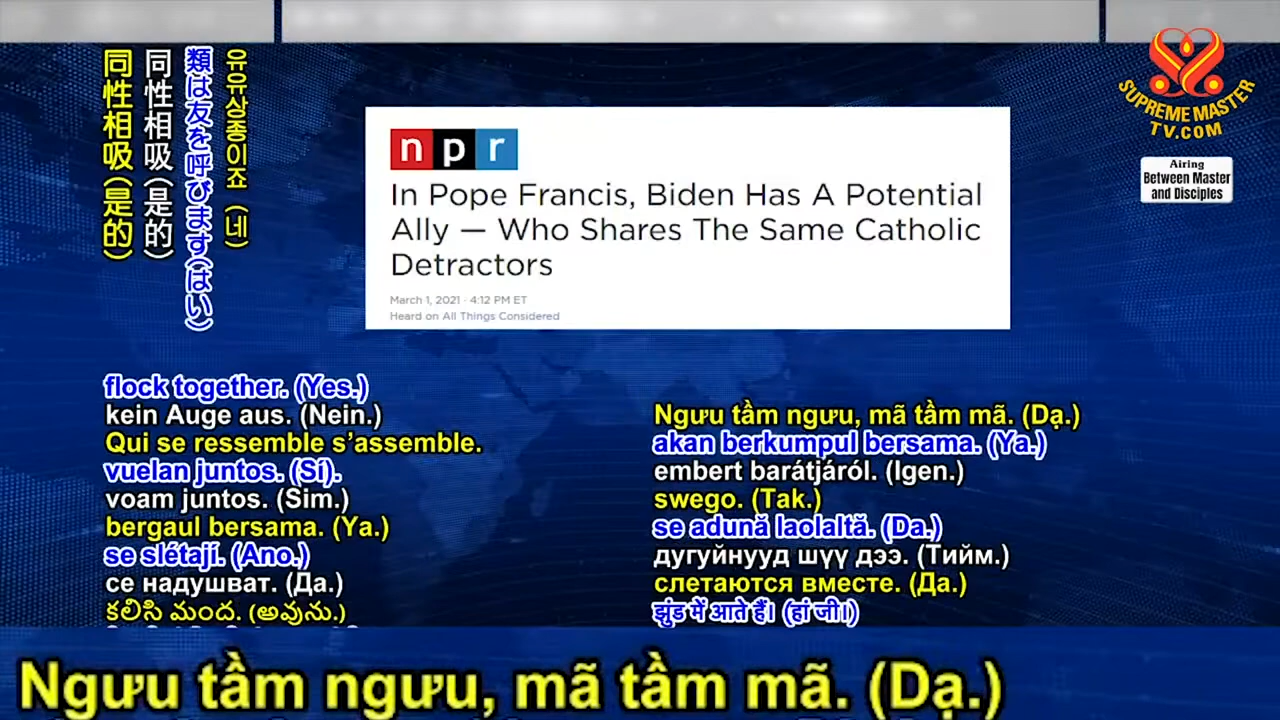 同性相吸(是的)
同性相吸(是的)
類は友を呼びます(はい)
유유상종이죠 (네)
SUPREME MASTER
TV.COM
Airing
Between Master
and Disciples
npr
In Pope Francis, Biden Has A Potential
Ally — Who Shares The Same Catholic
Detractors
March 1, 2021 · 4:12 PM ET
Heard on All Things Considered
flock together. (Yes.)
kein Auge aus. (Nein.)
Qui se ressemble s’assemble.
vuelan juntos. (Sí).
voam juntos. (Sim.)
bergaul bersama. (Ya.)
se slétají. (Ano.)
се надушват. (Да.)
కలిసి మంద. (అవును.)
Ngưu tầm ngưu, mã tầm mã. (Dạ.)
akan berkumpul bersama. (Ya.)
embert barátjáról. (Igen.)
swego. (Tak.)
se adună laolaltă. (Da.)
дугуйнууд шүү дээ. (Тийм.)
слетаются вместе. (Да.)
झुंड में आते हैं। (हां जी।)
Ngưu tầm ngưu, mã tầm mã. (Dạ.)